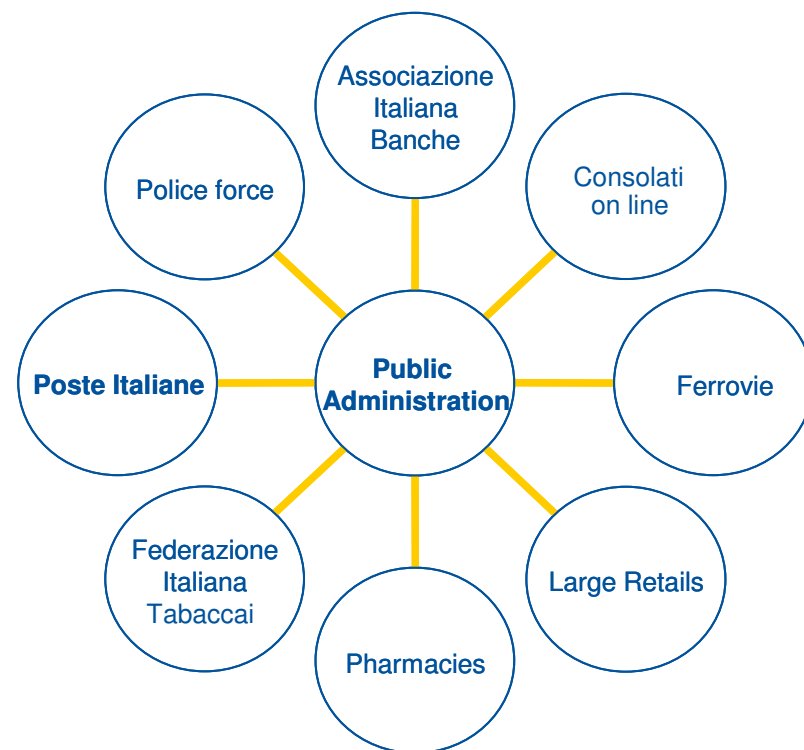 Associazione
Italiana
Banche
Police force
Consolati
on line
Poste Italiane
Public
Administration
Ferrovie
Federazione
Italiana
Tabaccai
Large Retails
Pharmacies